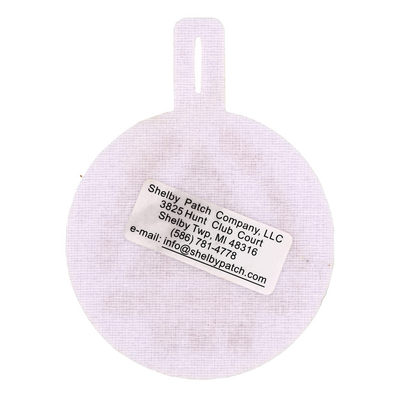 Shelby Patch Company, LLC
3825 Hunt Club Court
Shelby Twp, MI 48316
(586) 781-4778
e-mail: info@shelbypatch.com